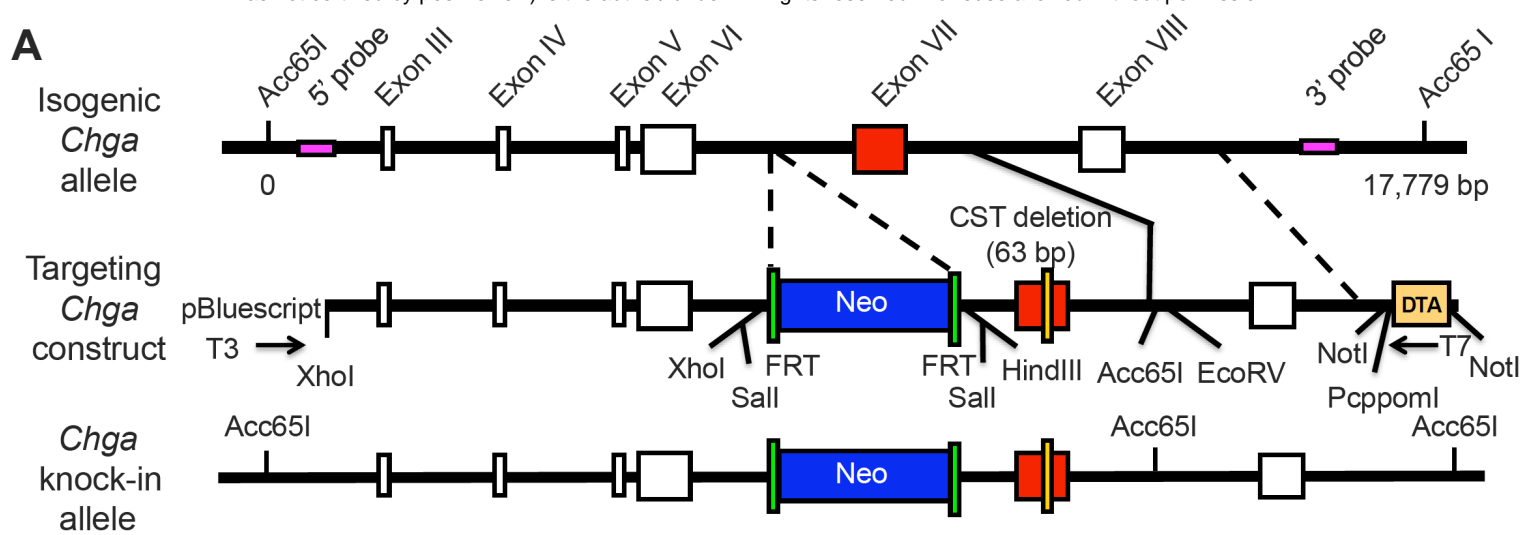 A
Acc65I
5' probe
Exon III
Exon IV
Exon V
Exon VI
Exon VII
Exon VIII
3' probe
Acc65 I
Isogenic
Chga
allele
0
17,779 bp
CST deletion
(63 bp)
Targeting
Chga
construct
pBluescript
T3
XhoI
Neo
DTA
XhoI
SalI
FRT
FRT
SalI
HindIII
Acc65I
EcoRV
NotI
PcppomI
T7
NotI
Chga
knock-in
allele
Acc65I
Neo
Acc65I
Acc65I